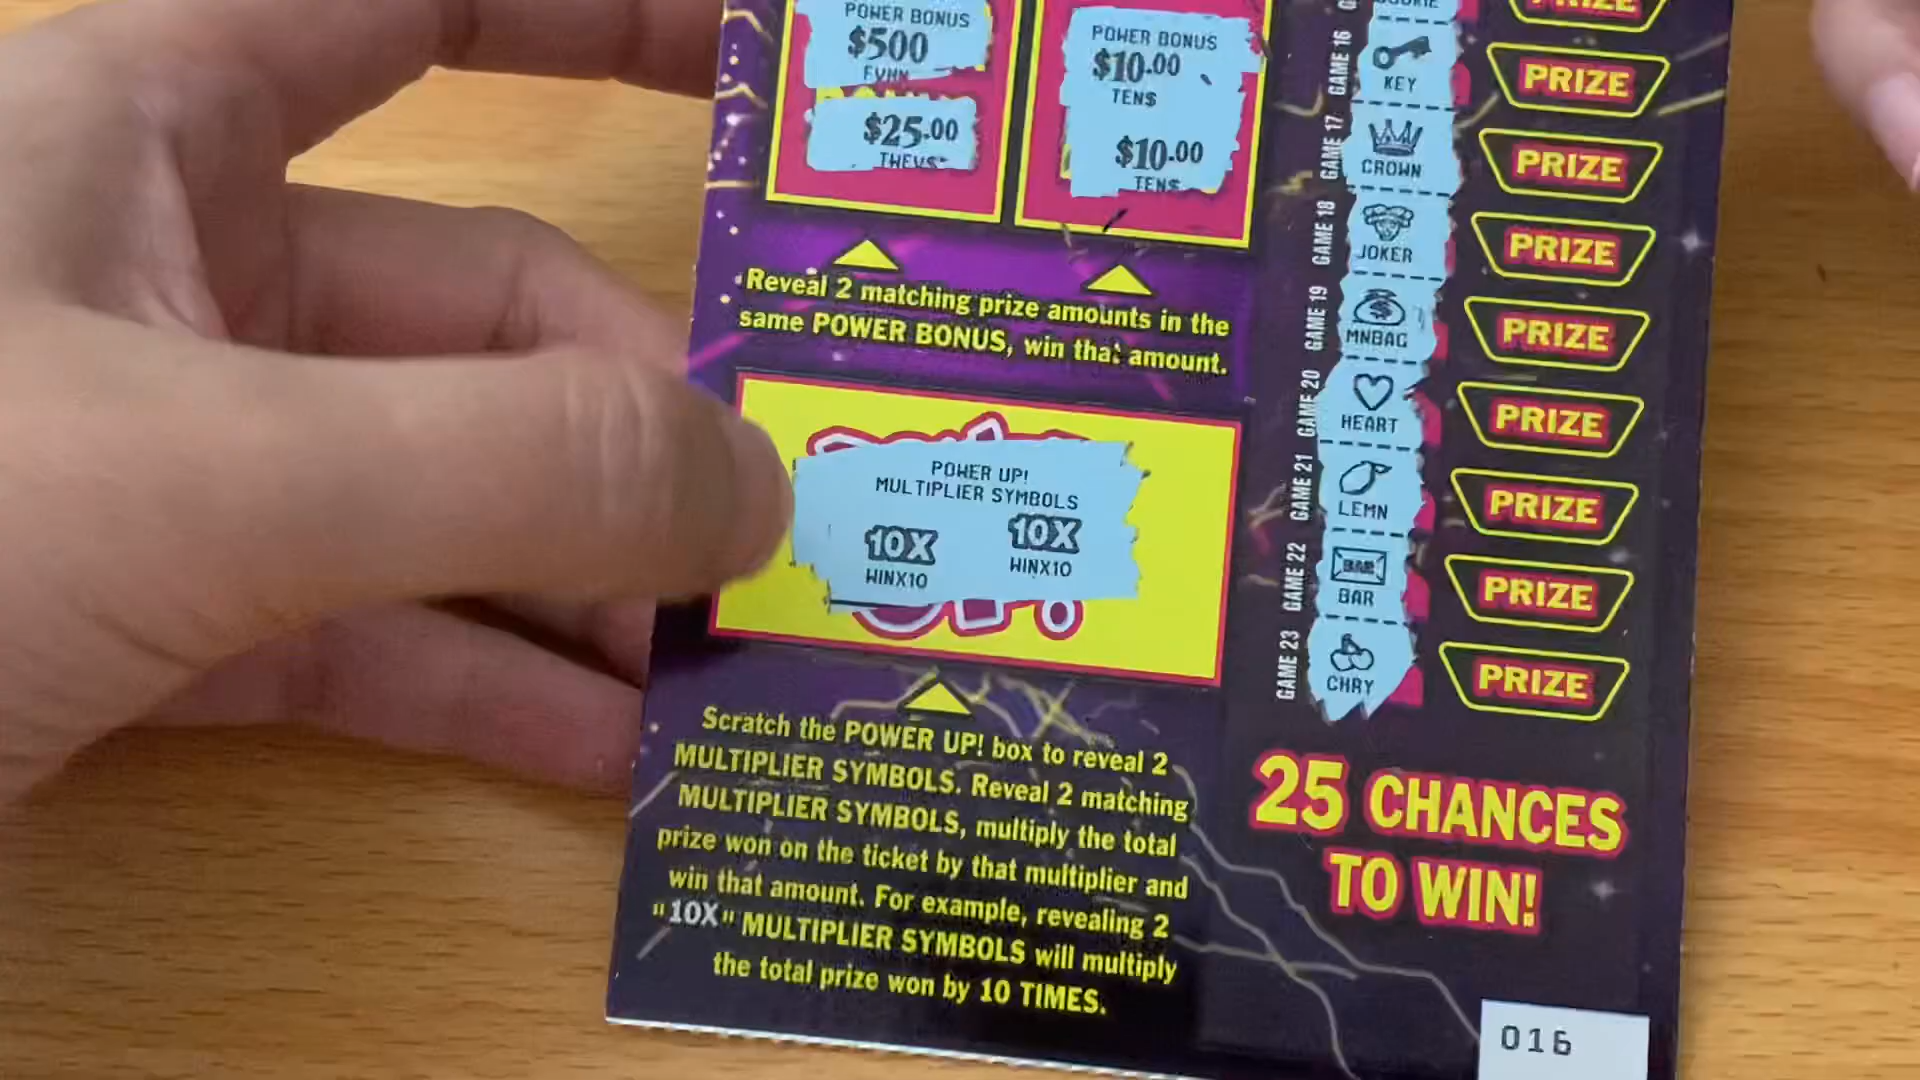 POWER BONUS
$500
$25.00
POWER BONUS
$10.00
TEN$
$10.00
TEN$
Reveal 2 matching prize amounts in the
same POWER BONUS, win that amount.
POWER UP!
MULTIPLIER SYMBOLS
10X
WINX10
10X
WINX10
Scratch the POWER UP! box to reveal 2
MULTIPLIER SYMBOLS. Reveal 2 matching
MULTIPLIER SYMBOLS, multiply the total
prize won on the ticket by that multiplier and
win that amount. For example, revealing 2
"10X" MULTIPLIER SYMBOLS will multiply
the total prize won by 10 TIMES.
PRIZE
GAME 16
KEY
PRIZE
GAME 17
CROWN
PRIZE
GAME 18
JOKER
PRIZE
GAME 19
MNBAG
PRIZE
GAME 20
HEART
PRIZE
GAME 21
LEMN
PRIZE
GAME 22
BAR
BAR
PRIZE
GAME 23
CHRY
PRIZE
25 CHANCES
TO WIN!
016